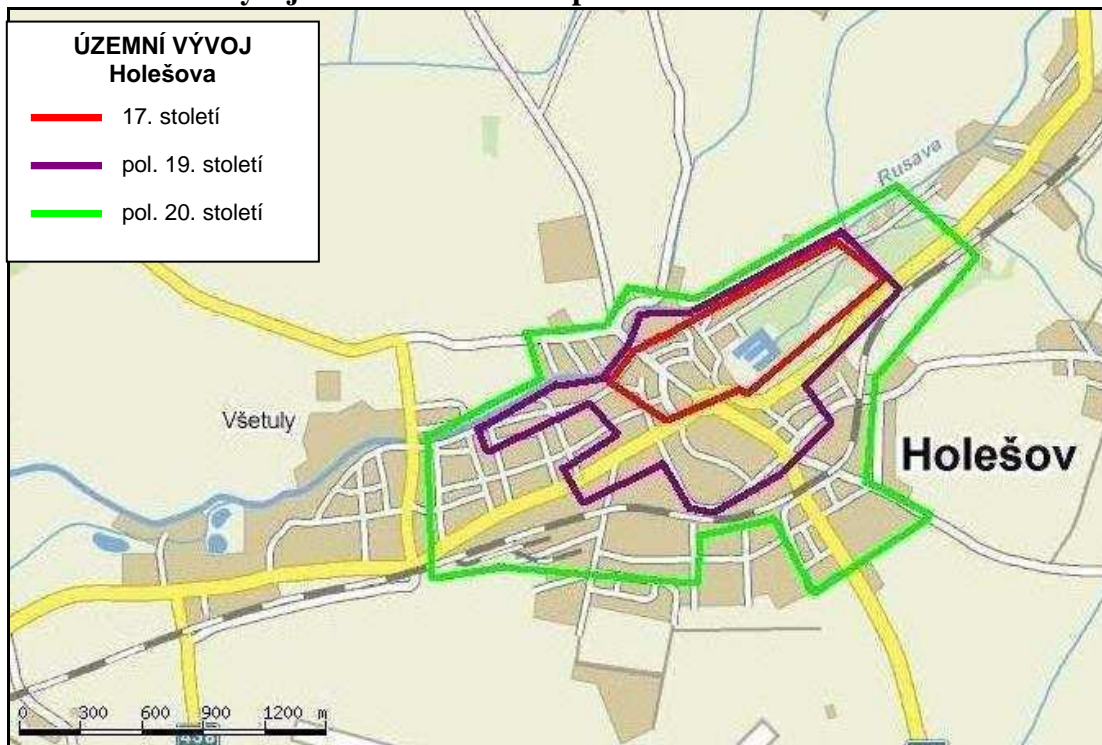 ÚZEMNÍ VÝVOJ
Holešova
17. století
pol. 19. století
pol. 20. století
Rusava
Všetuly
Holešov
0 300 600 900 1200 m
438